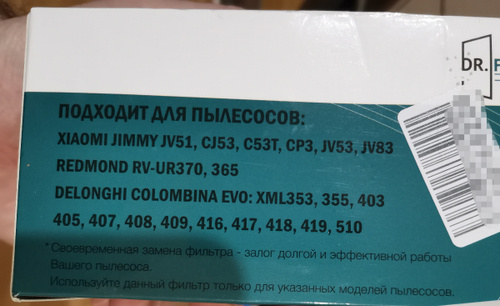 DR.
ПОДХОДИТ ДЛЯ ПЫЛЕСОСОВ:
XIAOMI JIMMY JV51, CJ53, C53T, CP3, JV53, JV83
REDMOND RV-UR370, 365
DELONGHI COLOMBINA EVO: XML353, 355, 403
405, 407, 408, 409, 416, 417, 418, 419, 510
*Своевременная замена фильтра - залог долгой и эффективной работы
Вашего пылесоса.
Используйте данный фильтр только для указанных моделей пылесосов.